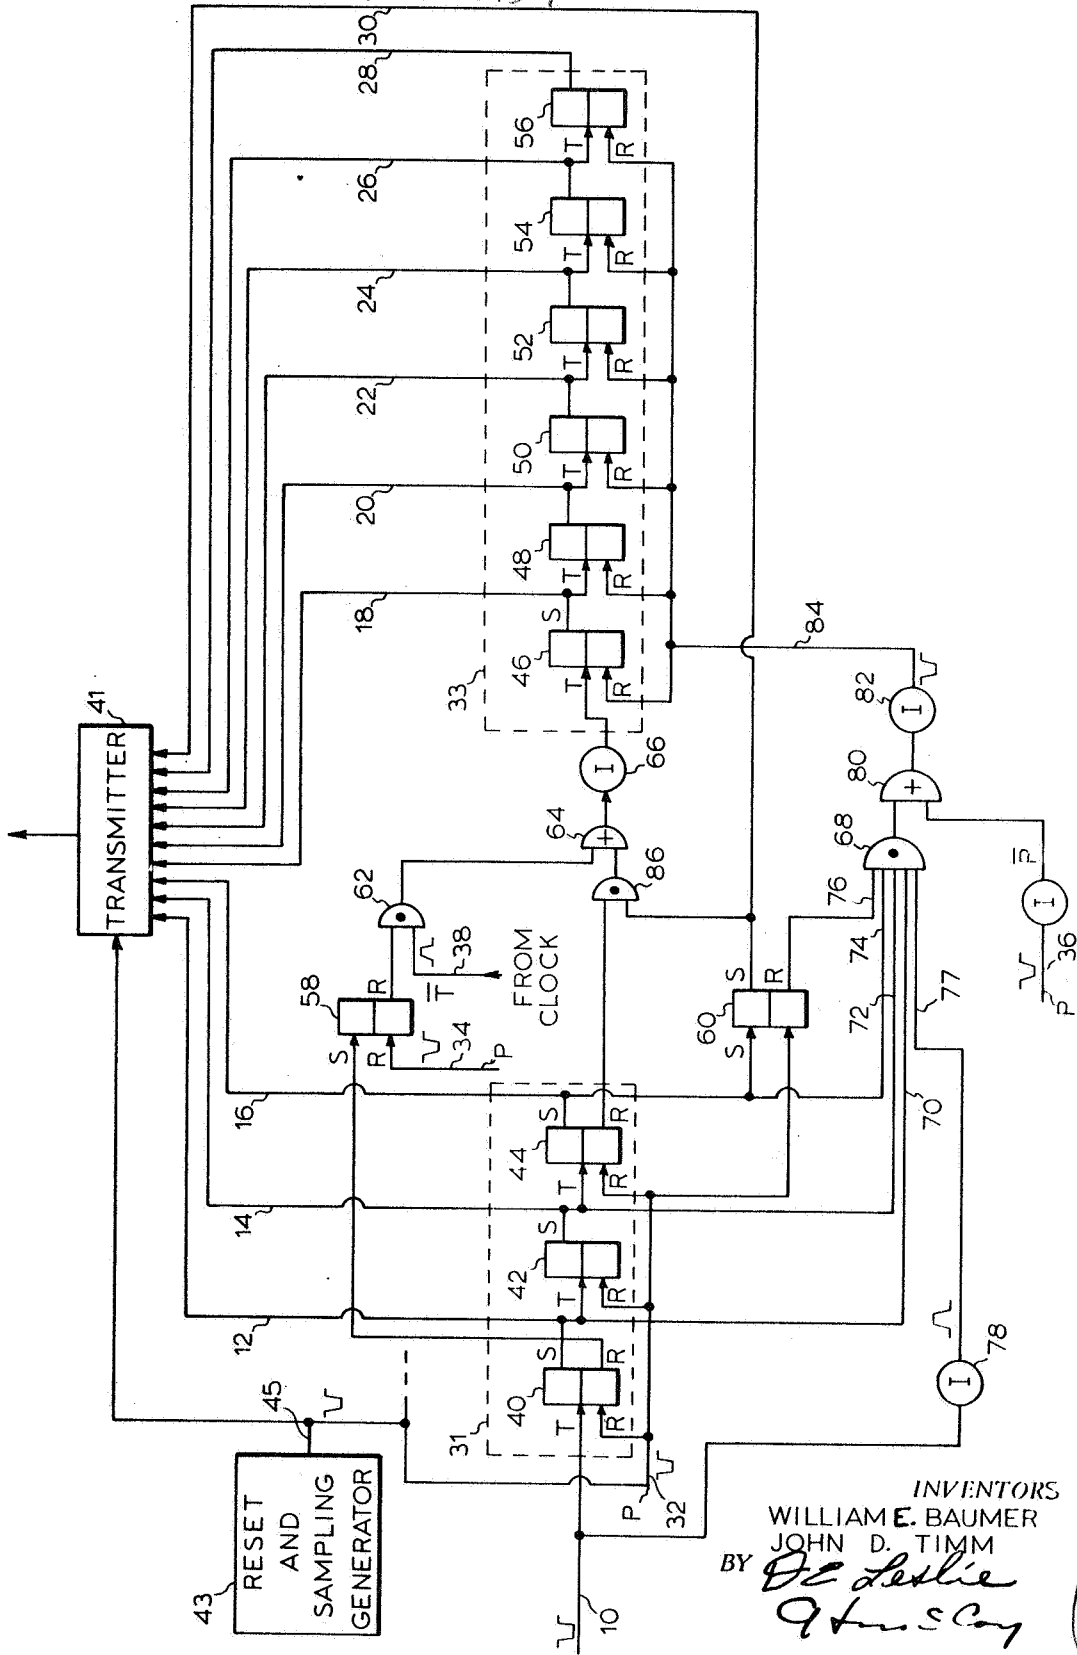 30
28
26
24
22
20
18
TRANSMITTER
41
33
56
T
R
54
T
R
52
T
R
50
T
R
48
T
R
S
46
T
R
66
I
64
+
86
62
58
S
R
R
34
P
38
T̅
FROM
CLOCK
16
14
12
44
S
R
T
R
42
S
T
R
40
S
R
T
R
31
45
RESET
AND
SAMPLING
GENERATOR
43
P
32
10
60
S
R
S
84
82
I
80
+
68
76
74
72
77
70
P̅
I
36
P
78
I
INVENTORS
WILLIAM E. BAUMER
JOHN D. TIMM
BY D E Leslie